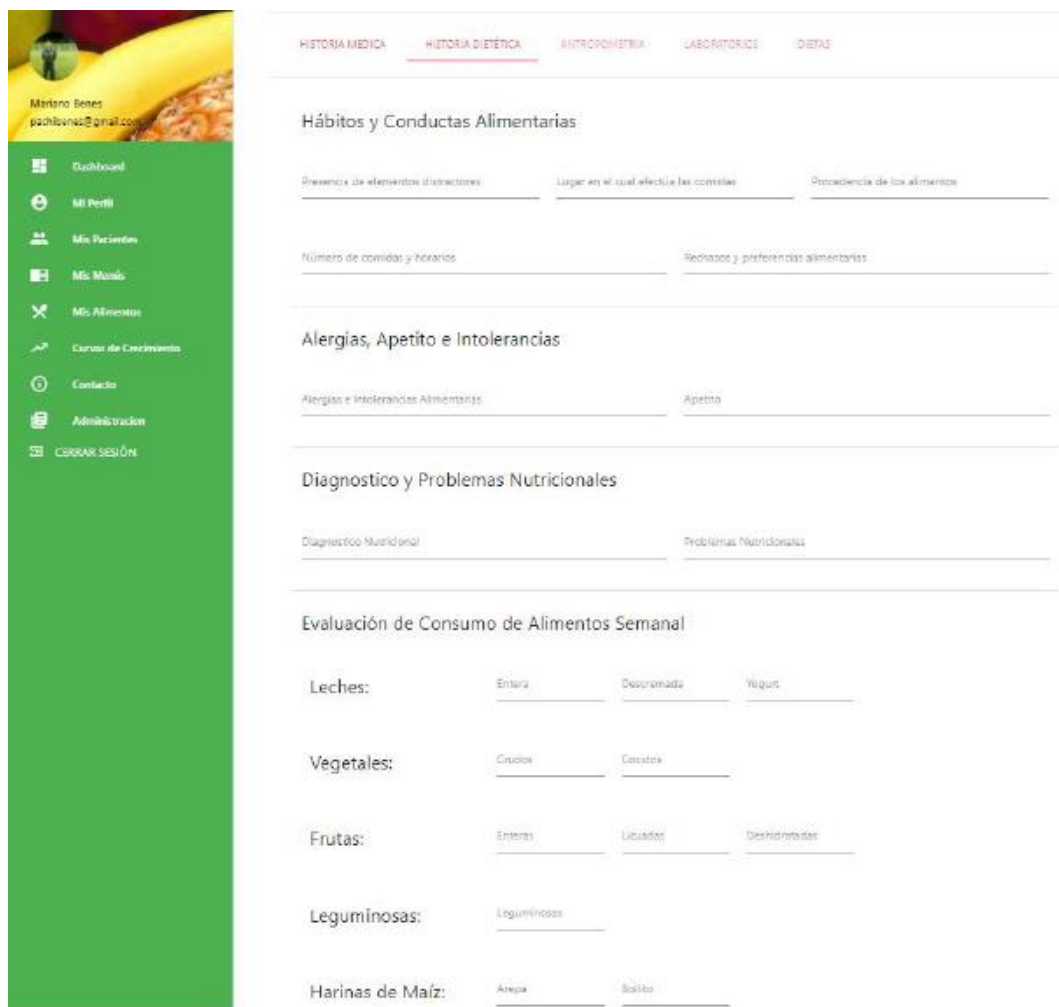 HISTORIA MEDICA
HISTORIA DIETÉTICA
ANTROPOMETRIA
LABORATORIOS
DIETAS
Mariano Benes
pachibenes@gmail.com
Dashboard
Mi Perfil
Mis Pacientes
Mis Menús
Mis Alimentos
Curvas de Crecimiento
Contacto
Administracion
CERRAR SESIÓN
Hábitos y Conductas Alimentarias
Presencia de elementos distractores
Lugar en el cual efectúa las comidas
Procedencia de los alimentos
Número de comidas y horarios
Rechazos y preferencias alimentarias
Alergias, Apetito e Intolerancias
Alergias e Intolerancias Alimentarias
Apetito
Diagnostico y Problemas Nutricionales
Diagnostico Nutricional
Problemas Nutricionales
Evaluación de Consumo de Alimentos Semanal
Leches:
Entera
Descremada
Yogurt
Vegetales:
Crudos
Cocidos
Frutas:
Enteras
Licuadas
Deshidratadas
Leguminosas:
Leguminosas
Harinas de Maíz:
Arepa
Bollito